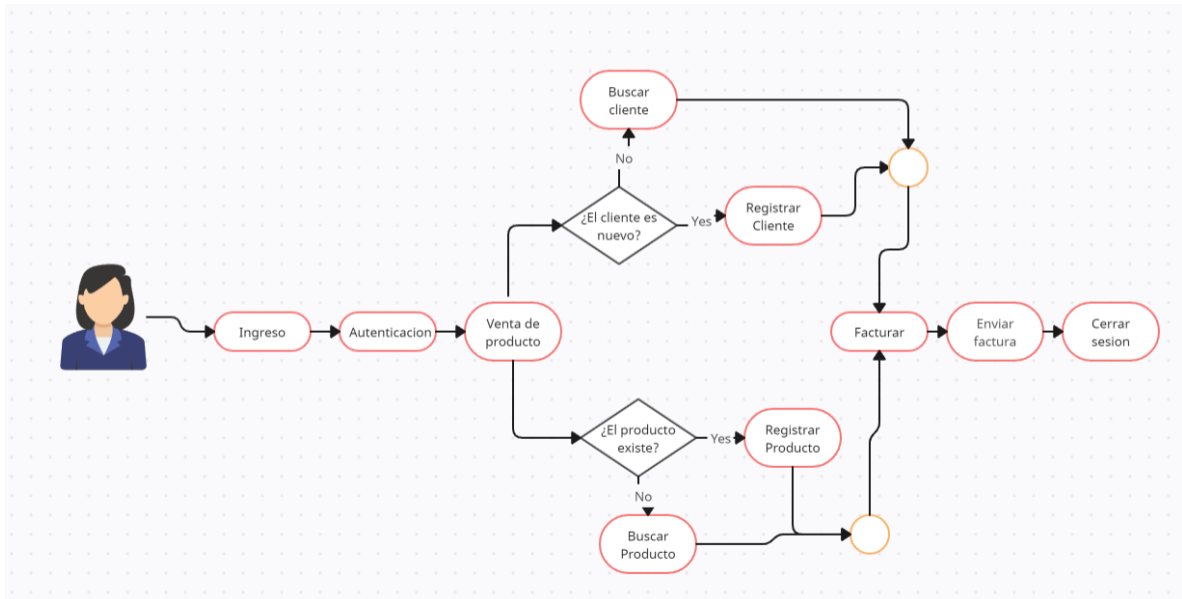 Buscar
cliente
No
¿El cliente es
nuevo?
Yes
Registrar
Cliente
Ingreso
Autenticacion
Venta de
producto
Facturar
Enviar
factura
Cerrar
sesion
¿El producto
existe?
Yes
Registrar
Producto
No
Buscar
Producto